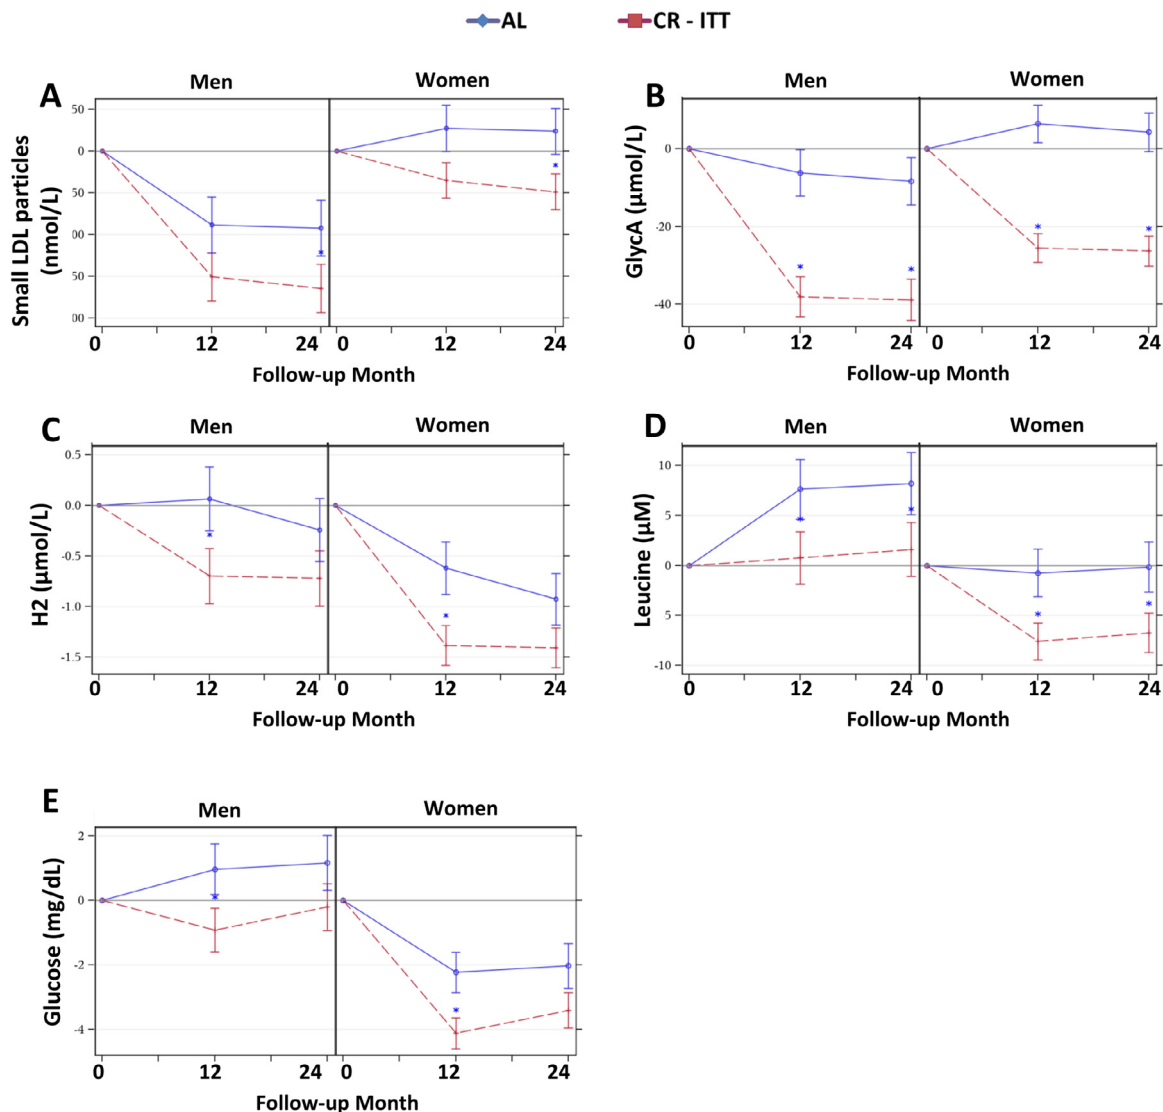 AL CR - ITT
A Men Women
Small LDL particles
(nmol/L)
50
0
50
00
50
00
0 12 24 0 12 24
Follow-up Month
B Men Women
GlycA (μmol/L)
0
-20
-40
0 12 24 0 12 24
Follow-up Month
C Men Women
H2 (μmol/L)
0.5
0.0
-0.5
-1.0
-1.5
0 12 24 0 12 24
Follow-up Month
D Men Women
Leucine (μM)
10
5
0
5
-10
0 12 24 0 12 24
Follow-up Month
E Men Women
Glucose (mg/dL)
2
0
-2
-4
0 12 24 0 12 24
Follow-up Month